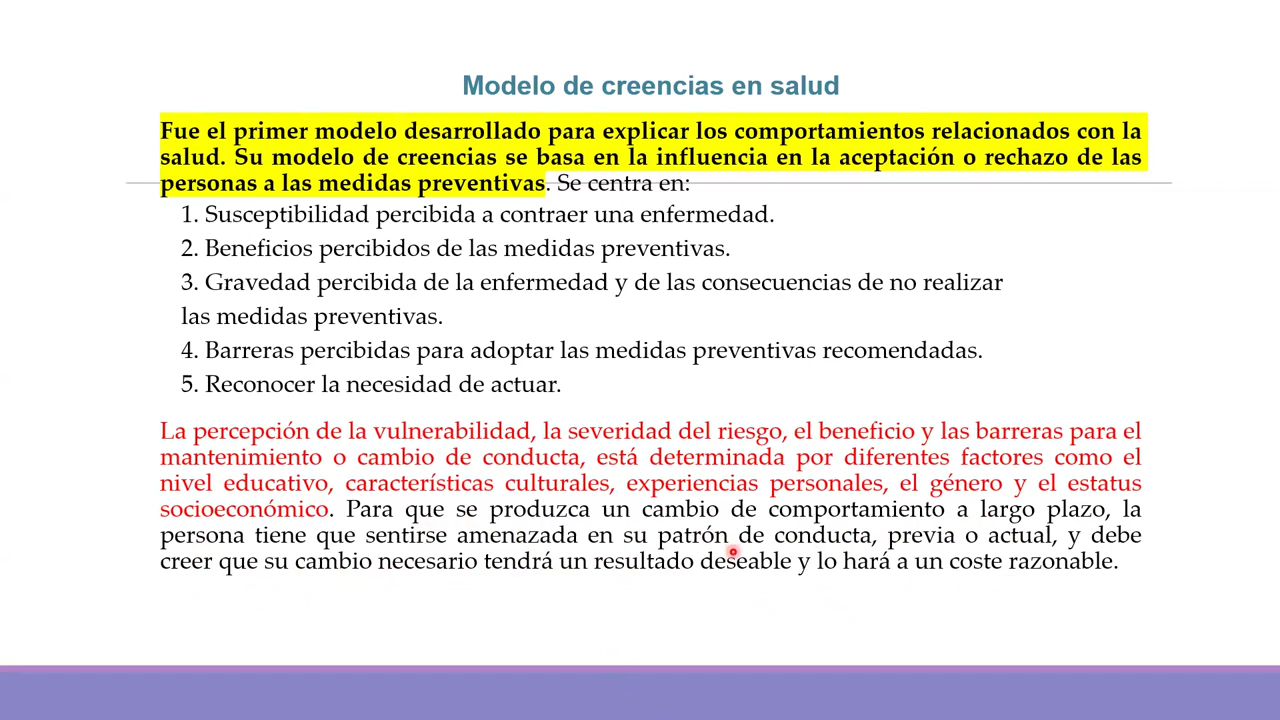 Modelo de creencias en salud
Fue el primer modelo desarrollado para explicar los comportamientos relacionados con la
salud. Su modelo de creencias se basa en la influencia en la aceptación o rechazo de las
personas a las medidas preventivas. Se centra en:
1. Susceptibilidad percibida a contraer una enfermedad.
2. Beneficios percibidos de las medidas preventivas.
3. Gravedad percibida de la enfermedad y de las consecuencias de no realizar
las medidas preventivas.
4. Barreras percibidas para adoptar las medidas preventivas recomendadas.
5. Reconocer la necesidad de actuar.
La percepción de la vulnerabilidad, la severidad del riesgo, el beneficio y las barreras para el
mantenimiento o cambio de conducta, está determinada por diferentes factores como el
nivel educativo, características culturales, experiencias personales, el género y el estatus
socioeconómico. Para que se produzca un cambio de comportamiento a largo plazo, la
persona tiene que sentirse amenazada en su patrón de conducta, previa o actual, y debe
creer que su cambio necesario tendrá un resultado deseable y lo hará a un coste razonable.